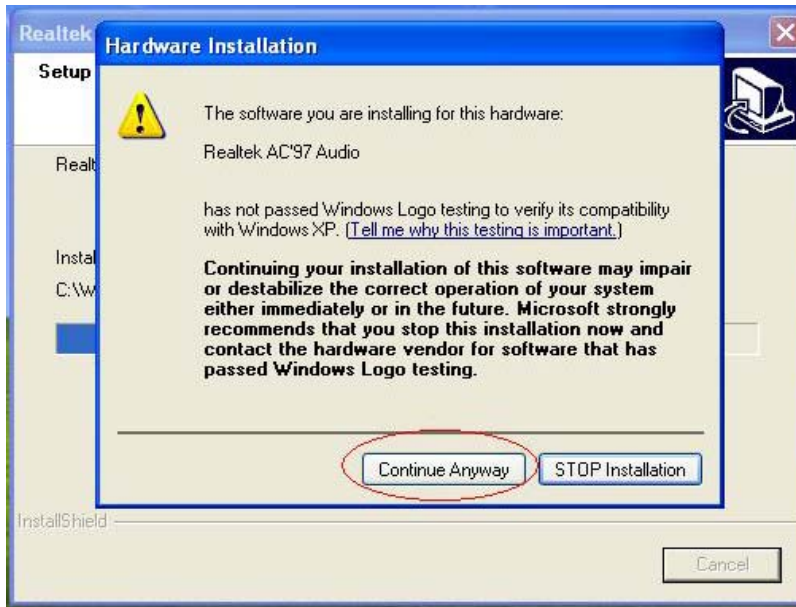 Realtek
Hardware Installation
Setup
The software you are installing for this hardware:
Realtek AC'97 Audio
has not passed Windows Logo testing to verify its compatibility
with Windows XP. (Tell me why this testing is important.)
Continuing your installation of this software may impair
or destabilize the correct operation of your system
either immediately or in the future. Microsoft strongly
recommends that you stop this installation now and
contact the hardware vendor for software that has
passed Windows Logo testing.
Realt
Instal
C:\W
Continue Anyway
STOP Installation
InstallShield
Cancel